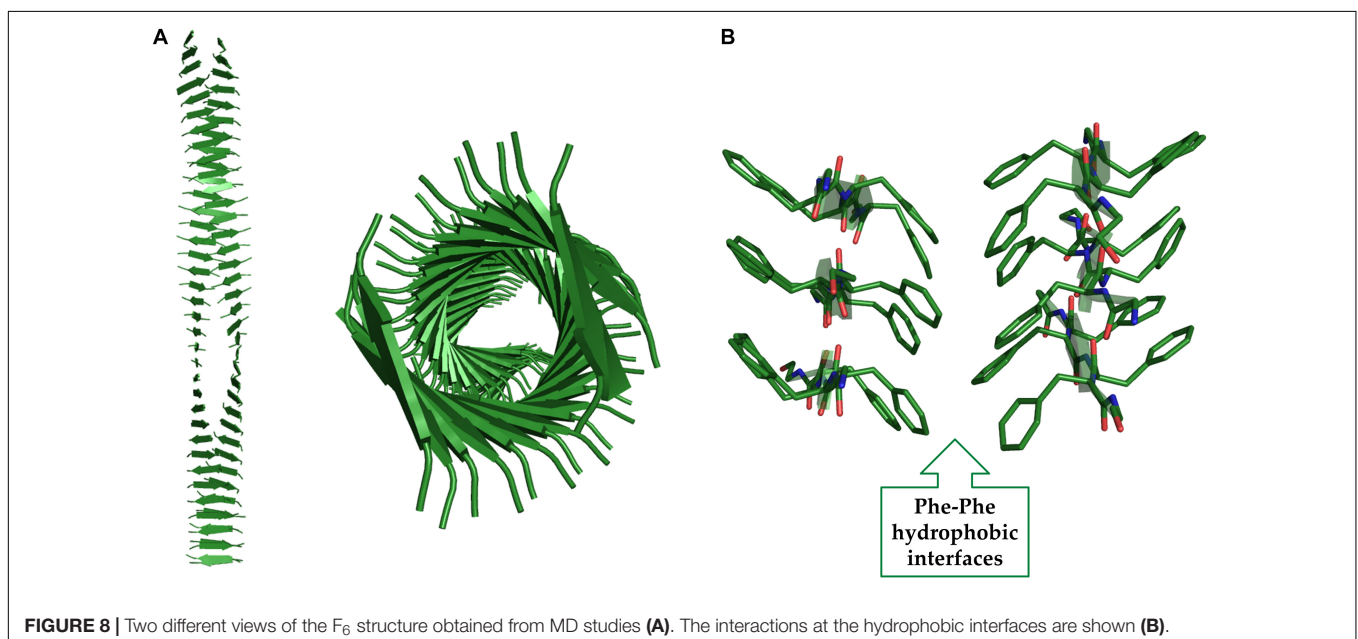 A
B
Phe-Phe
hydrophobic
interfaces
FIGURE 8 | Two different views of the F₆ structure obtained from MD studies (A). The interactions at the hydrophobic interfaces are shown (B).